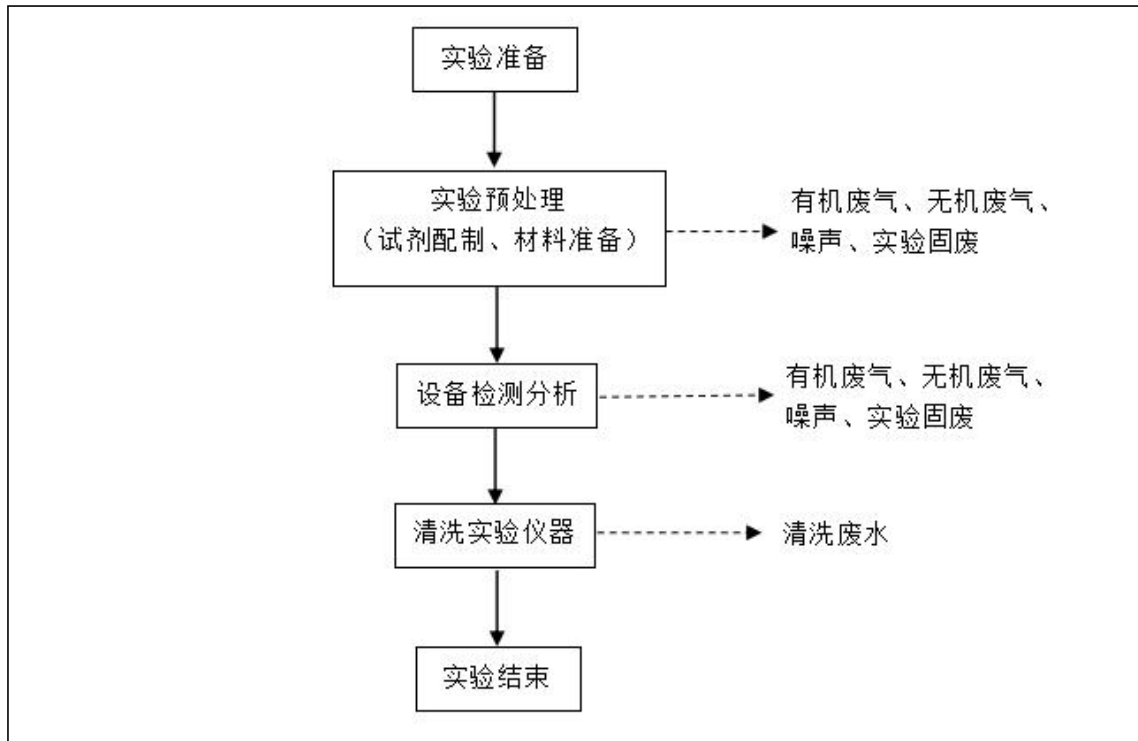 实验准备
实验预处理
（试剂配制、材料准备）
有机废气、无机废气、
噪声、实验固废
设备检测分析
有机废气、无机废气、
噪声、实验固废
清洗实验仪器
清洗废水
实验结束